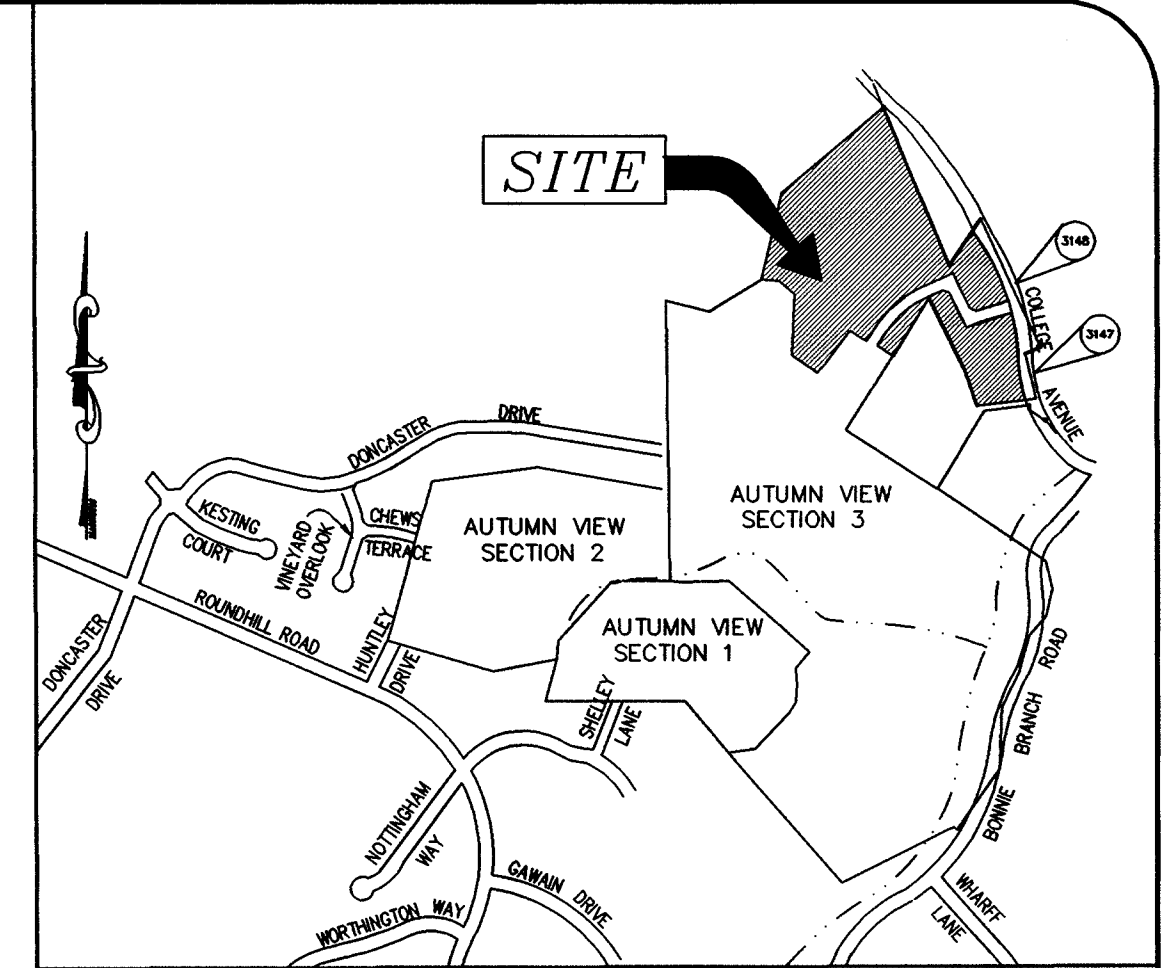 SITE
3148
COLLEGE
3147
AVENUE
DONCASTER DRIVE
KESTING
COURT
VINEYARD
OVERLOOK
CHEWS
TERRACE
AUTUMN VIEW
SECTION 2
AUTUMN VIEW
SECTION 3
ROUNDHILL ROAD
DONCASTER
DRIVE
HUNTLEY
DRIVE
AUTUMN VIEW
SECTION 1
SHELLEY
LANE
BONNIE BRANCH ROAD
NOTTINGHAM
WAY
GAWAIN DRIVE
WORTHINGTON WAY
WHARFF
LANE